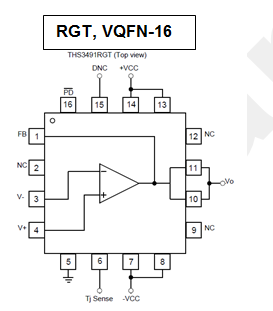 RGT, VQFN-16
THS3491RGT (Top view)
DNC +VCC
PD
16 15 14 13
FB 1 12 NC
NC 2 11
Vo
V- 3 10
V+ 4 9 NC
5 6 7 8
Tj Sense -VCC